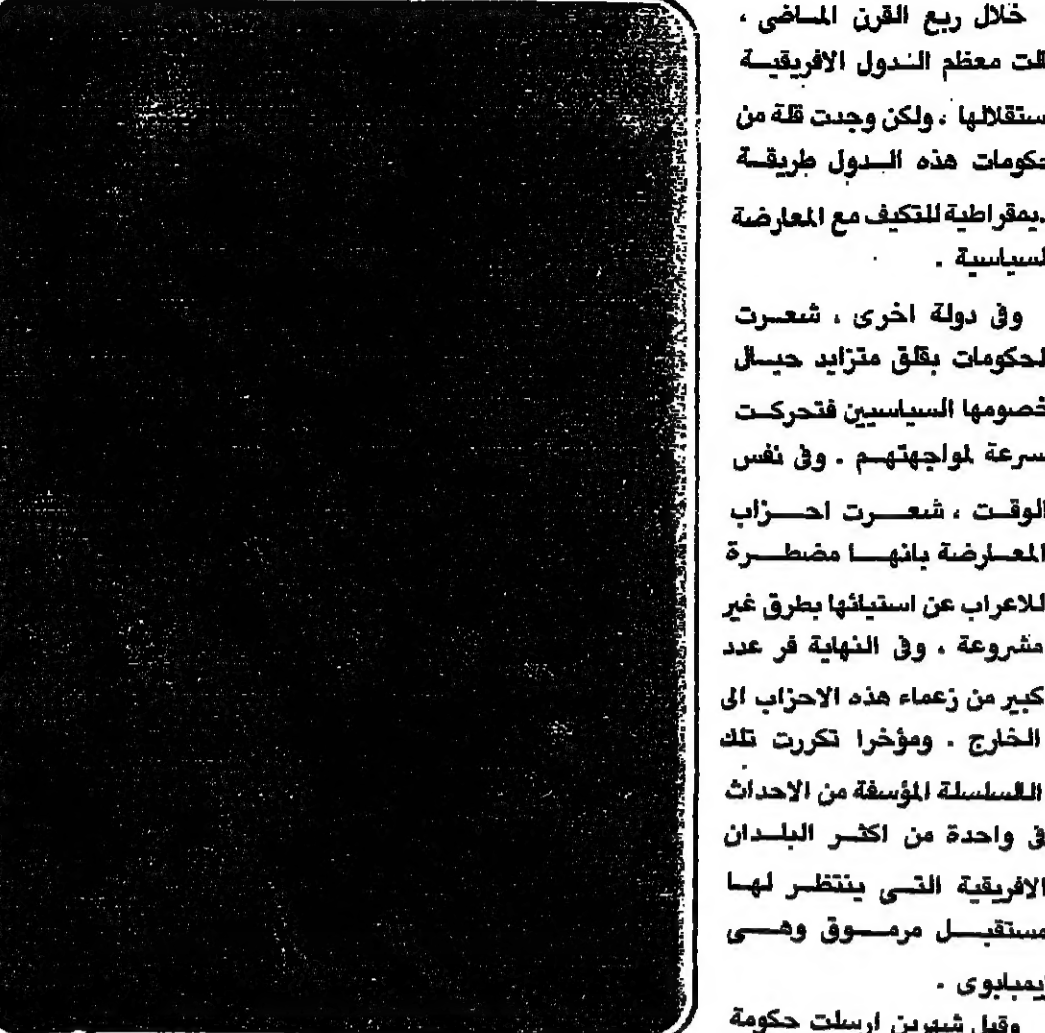 خلال ربع القرن الماضى ،
نلت معظم الدول الافريقية
ستقلالها ، ولكن وجدت قلة من
حكومات هذه الدول طريقة
ديمقراطية للتكيف مع المعارضة
لسياسية .
وفى دولة اخرى ، شعرت
لحكومات بقلق متزايد حيال
خصومها السياسيين فتحركت
سرعة لمواجهتهم . وفى نفس
الوقت ، شعرت احزاب
المعارضة بانها مضطرة
للاعراب عن استيائها بطرق غير
مشروعة ، وفى النهاية فر عدد
كبير من زعماء هذه الاحزاب الى
الخارج . ومؤخرا تكررت تلك
السلسلة المؤسفة من الاحداث
فى واحدة من اكثر البلدان
الافريقية التى ينتظر لها
مستقبل مرموق وهى
يمبابوى .
وقبل شهرين ارسلت حكومة